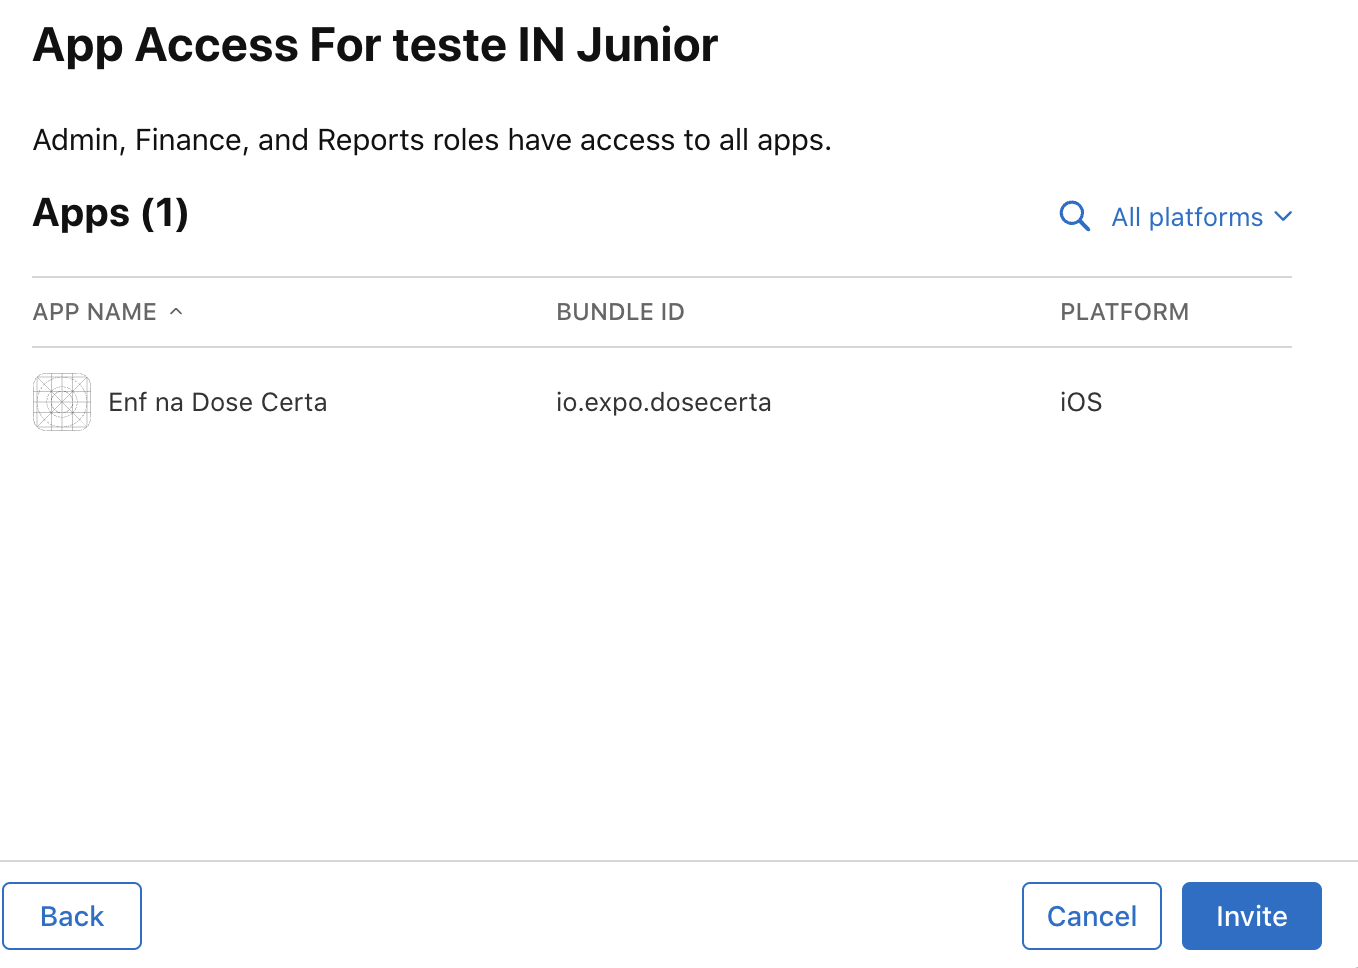 App Access For teste IN Junior
Admin, Finance, and Reports roles have access to all apps.
Apps (1)
All platforms
APP NAME BUNDLE ID PLATFORM
Enf na Dose Certa io.expo.dosecerta iOS
Back Cancel Invite